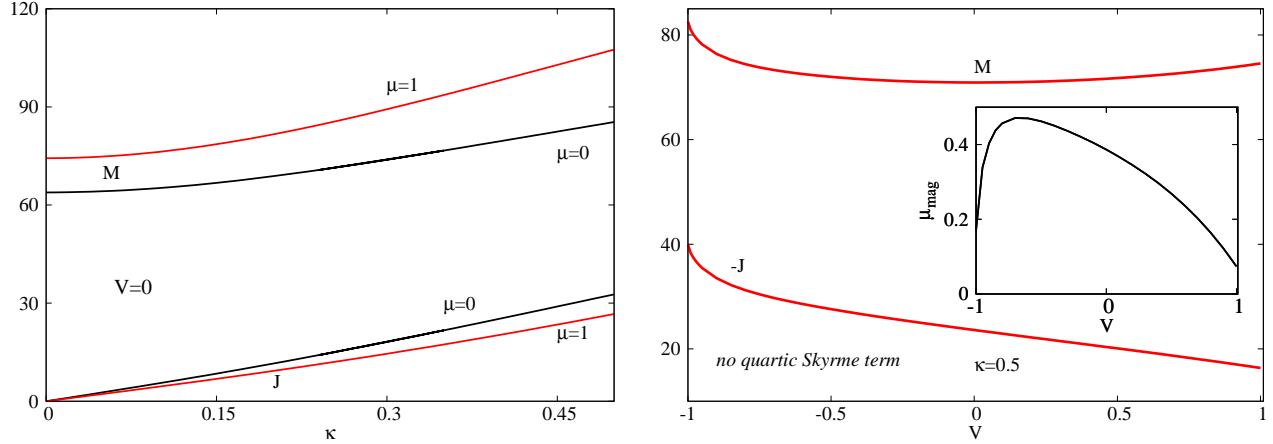 120
90
60
30
0
μ=1
μ=0
M
V=0
μ=0
μ=1
J
0
0.15
0.3
0.45
κ
80
60
40
20
M
-J
no quartic Skyrme term
κ=0.5
-1
-0.5
0
0.5
1
V
0.4
0.2
0
μmag
-1
0
1
V